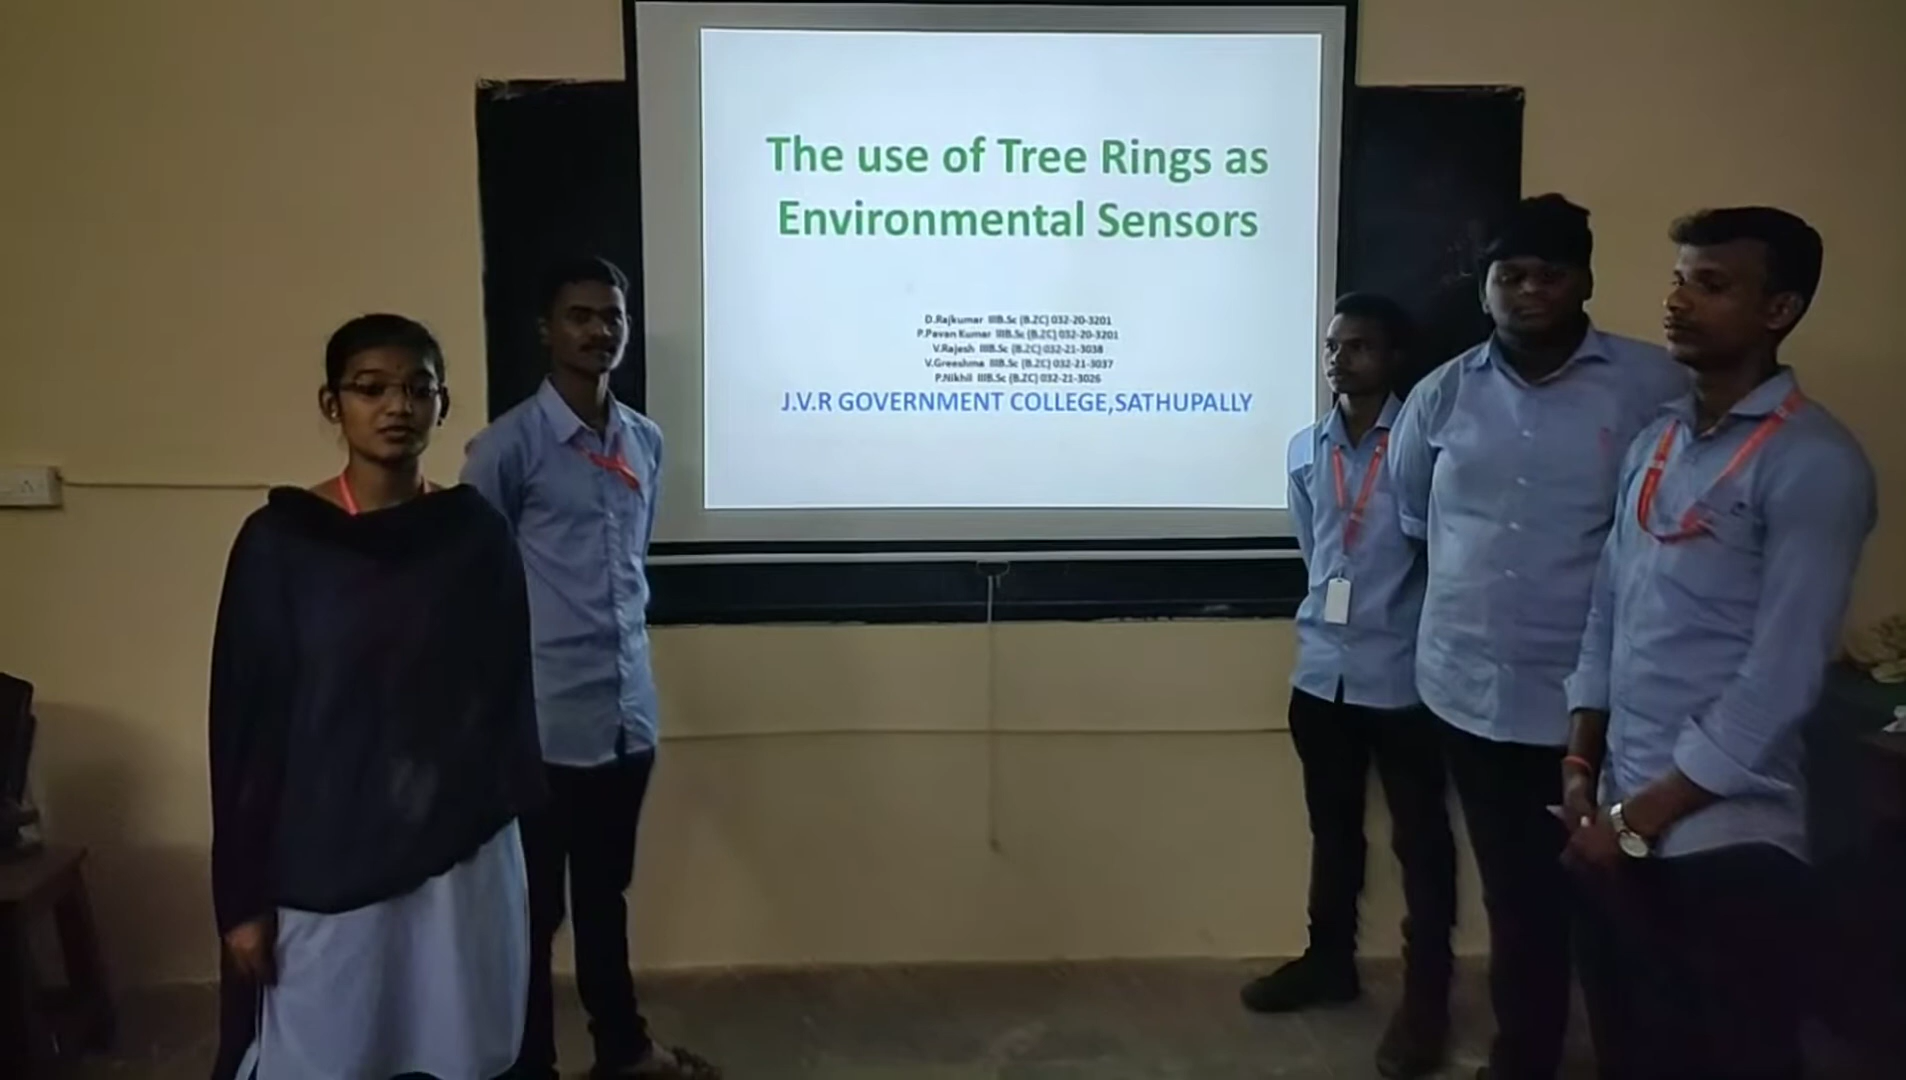 The use of Tree Rings as
Environmental Sensors
D.Rajkumar IIIB.Sc (B.ZC) 032-20-3201
P.Pavan Kumar IIIB.Sc (B.ZC) 032-20-3201
V.Rajesh IIIB.Sc (B.ZC) 032-21-3038
V.Greeshma IIIB.Sc (B.ZC) 032-21-3037
P.Nikhil IIIB.Sc (B.ZC) 032-21-3026
J.V.R GOVERNMENT COLLEGE,SATHUPALLY